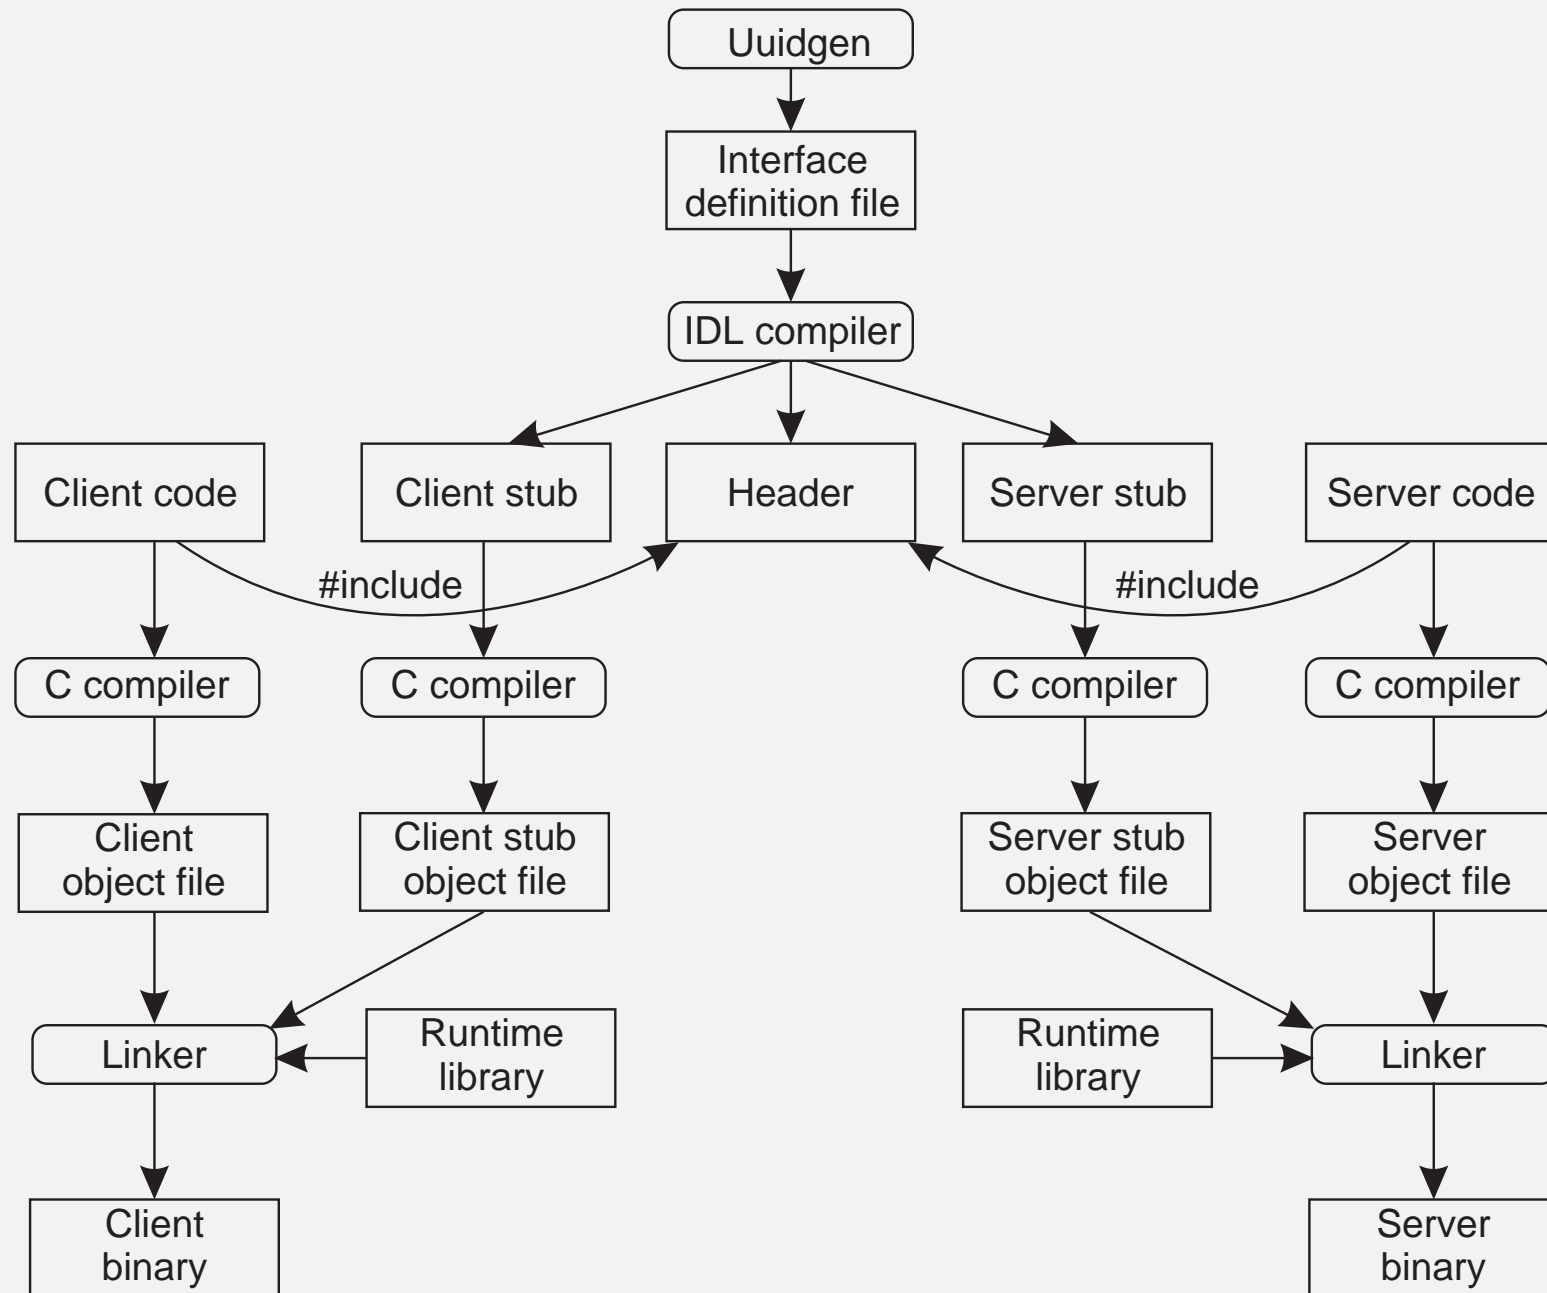 Uuidgen
Interface
definition file
IDL compiler
Client code
Client stub
Header
Server stub
Server code
#include
#include
C compiler
C compiler
C compiler
C compiler
Client
object file
Client stub
object file
Server stub
object file
Server
object file
Linker
Runtime
library
Runtime
library
Linker
Client
binary
Server
binary